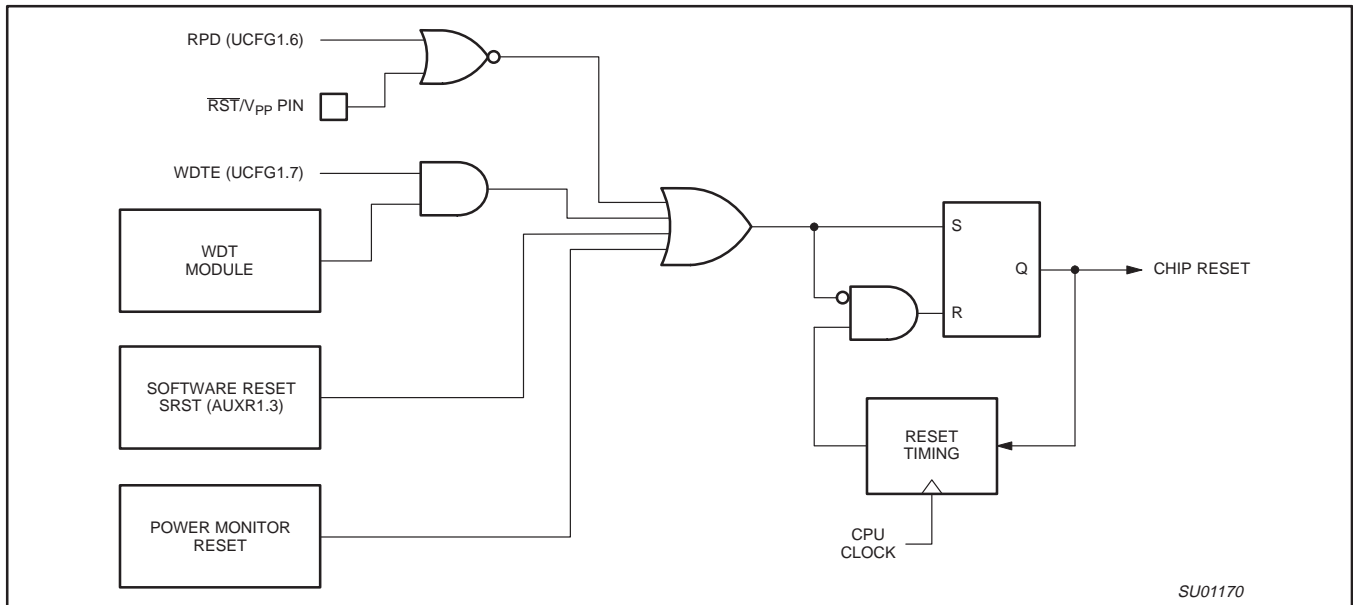 RPD (UCFG1.6)
R̅S̅T̅/VPP PIN
WDTE (UCFG1.7)
WDT
MODULE
SOFTWARE RESET
SRST (AUXR1.3)
POWER MONITOR
RESET
S
Q
R
CHIP RESET
RESET
TIMING
CPU
CLOCK
SU01170